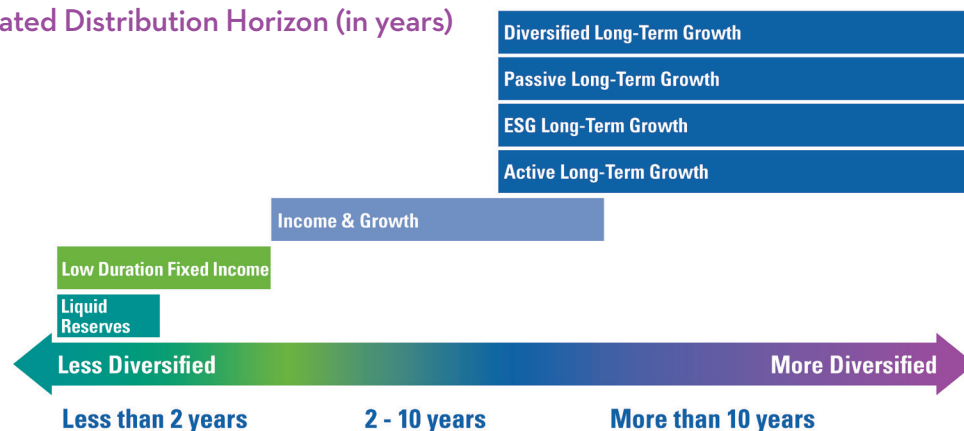 ated Distribution Horizon (in years)
Diversified Long-Term Growth
Passive Long-Term Growth
ESG Long-Term Growth
Active Long-Term Growth
Income & Growth
Low Duration Fixed Income
Liquid
Reserves
Less Diversified
More Diversified
Less than 2 years
2 - 10 years
More than 10 years